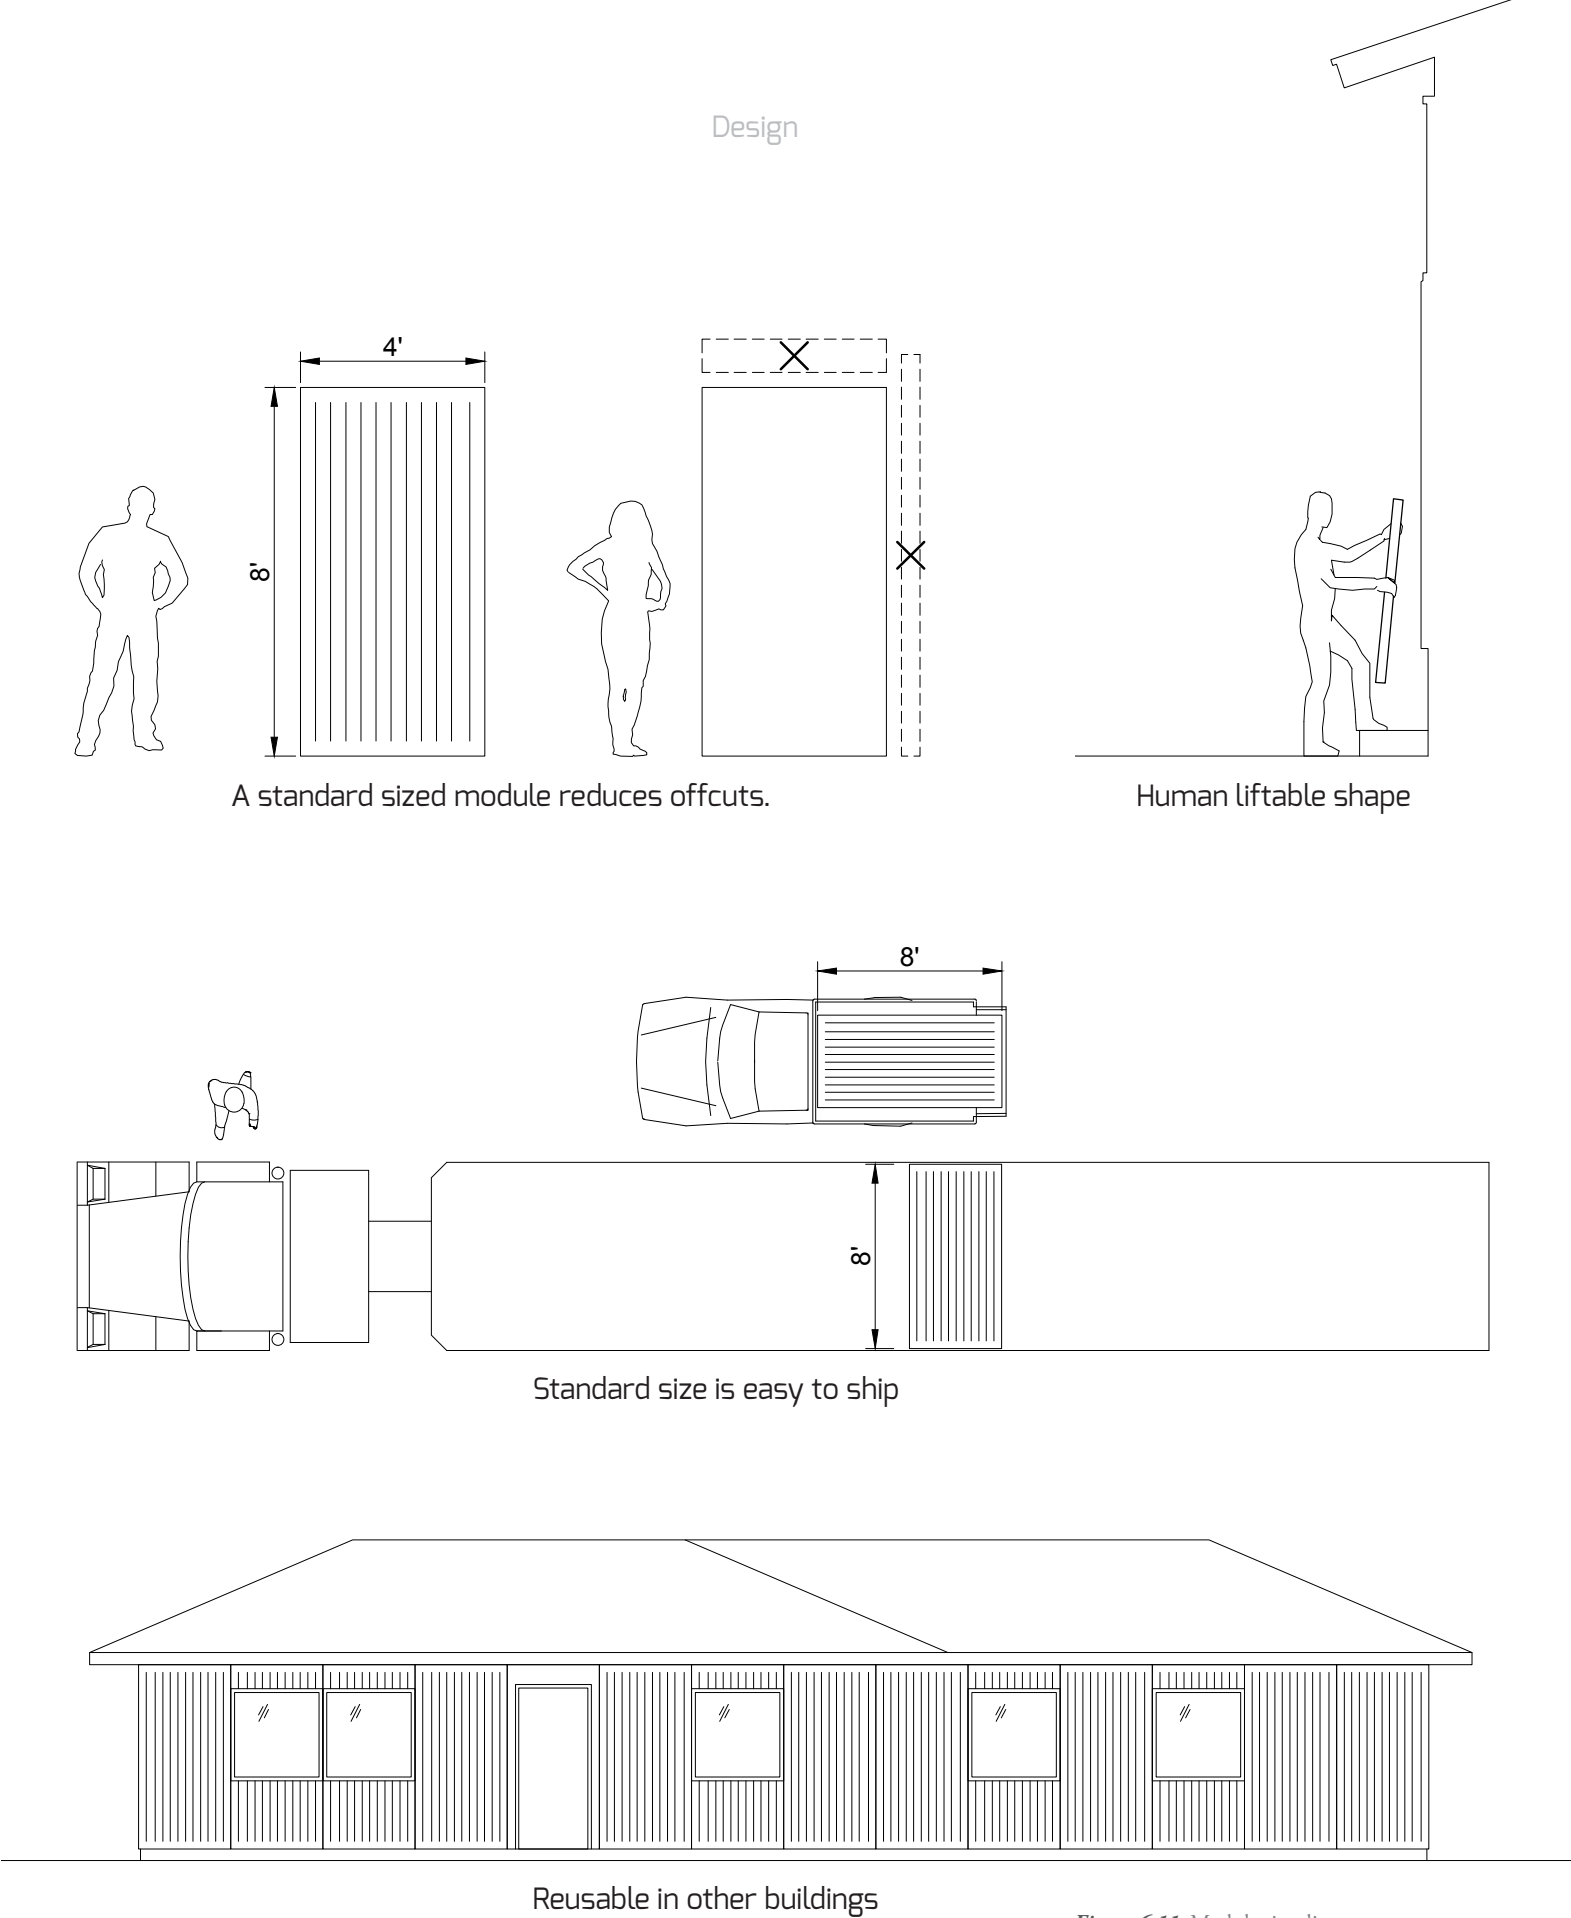 Design
4'
8'
A standard sized module reduces offcuts.
Human liftable shape
8'
8'
Standard size is easy to ship
Reusable in other buildings